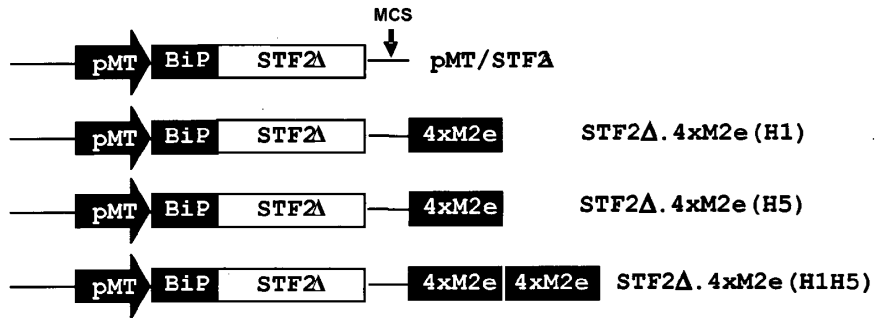 MCS
pMT BiP STF2Δ pMT/STF2Δ
pMT BiP STF2Δ 4xM2e STF2Δ.4xM2e(H1)
pMT BiP STF2Δ 4xM2e STF2Δ.4xM2e(H5)
pMT BiP STF2Δ 4xM2e 4xM2e STF2Δ.4xM2e(H1H5)